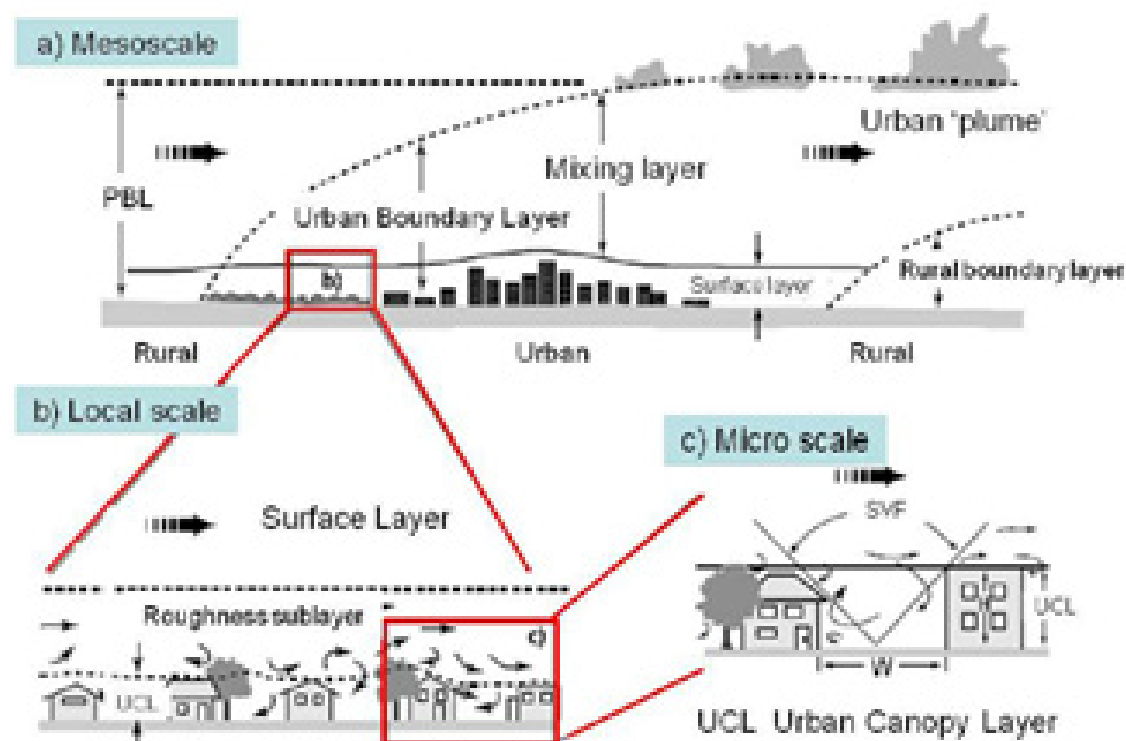 a) Mesoscale
Urban 'plume'
Mixing layer
PBL
Urban Boundary Layer
b)
Surface layer
Rural boundary layer
Rural
Urban
Rural
b) Local scale
c) Micro scale
SVF
Surface Layer
Roughness sublayer
c)
UCL
H
UCL
W
UCL Urban Canopy Layer